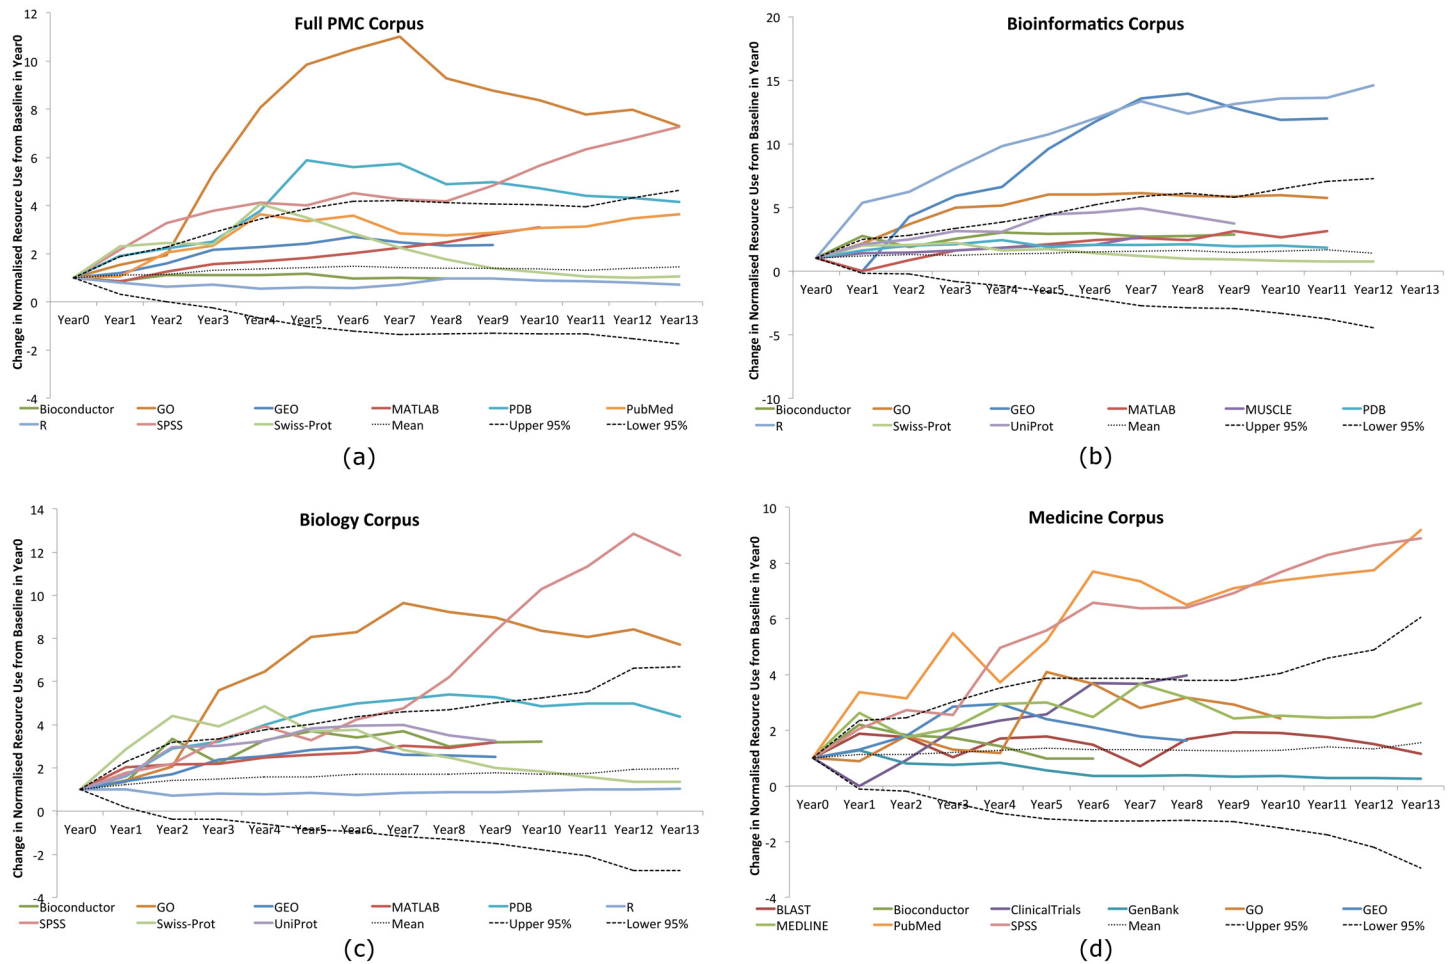 Full PMC Corpus
Change in Normalised Resource Use from Baseline in Year0
12
10
8
6
4
2
0
-2
-4
Year0 Year1 Year2 Year3 Year4 Year5 Year6 Year7 Year8 Year9 Year10 Year11 Year12 Year13
Bioconductor GO GEO MATLAB PDB PubMed
R SPSS Swiss-Prot Mean Upper 95% Lower 95%
(a)
Bioinformatics Corpus
Change in Normalised Resource Use from Baseline in Year0
20
15
10
5
0
-5
-10
Year0 Year1 Year2 Year3 Year4 Year5 Year6 Year7 Year8 Year9 Year10 Year11 Year12 Year13
Bioconductor GO GEO MATLAB MUSCLE PDB
R Swiss-Prot UniProt Mean Upper 95% Lower 95%
(b)
Biology Corpus
Change in Normalised Resource Use from Baseline in Year0
14
12
10
8
6
4
2
0
-2
-4
Year0 Year1 Year2 Year3 Year4 Year5 Year6 Year7 Year8 Year9 Year10 Year11 Year12 Year13
Bioconductor GO GEO MATLAB PDB R
SPSS Swiss-Prot UniProt Mean Upper 95% Lower 95%
(c)
Medicine Corpus
Change in Normalised Resource Use from Baseline in Year0
10
8
6
4
2
0
-2
-4
Year0 Year1 Year2 Year3 Year4 Year5 Year6 Year7 Year8 Year9 Year10 Year11 Year12 Year13
BLAST Bioconductor ClinicalTrials GenBank GO GEO
MEDLINE PubMed SPSS Mean Upper 95% Lower 95%
(d)